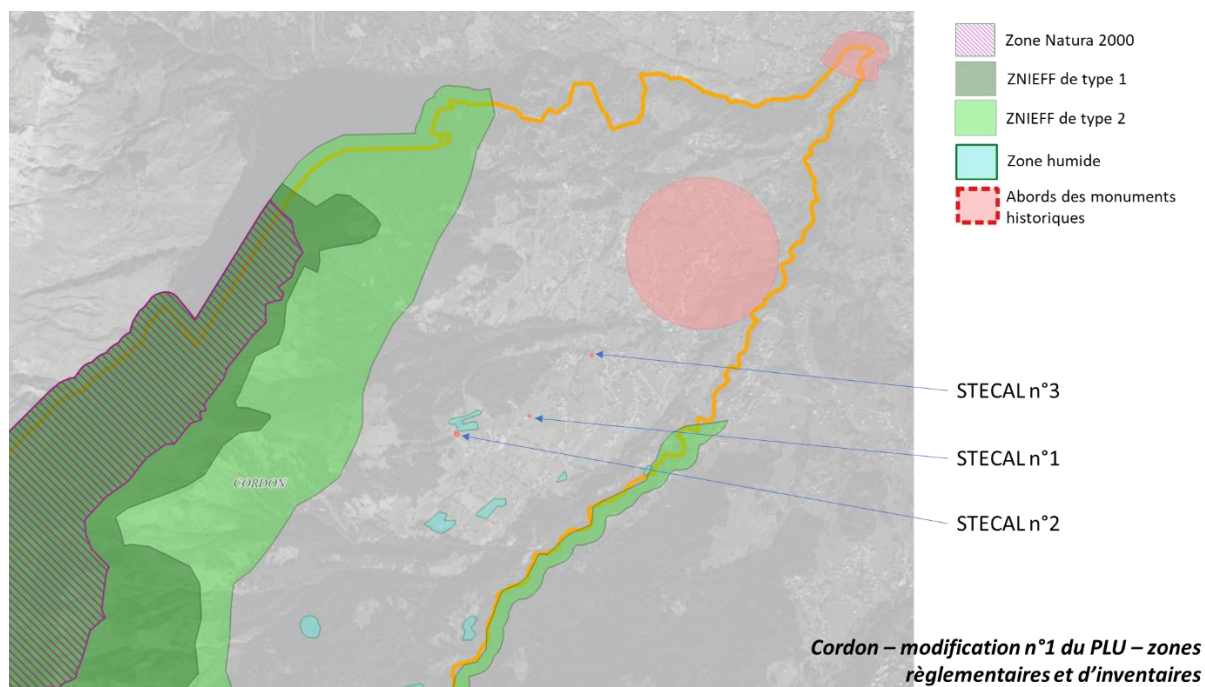 Zone Natura 2000
ZNIEFF de type 1
ZNIEFF de type 2
Zone humide
Abords des monuments
historiques
STECAL n°3
STECAL n°1
STECAL n°2
CORDON
Cordon – modification n°1 du PLU – zones
règlementaires et d’inventaires